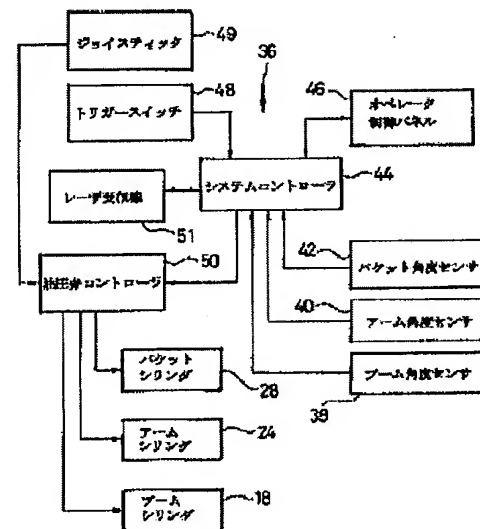 ジョイスティック
49
トリガースイッチ
48
36
46
オペレータ
制御パネル
システムコントローラ
44
レーザ受信機
51
50
油圧弁コントローラ
42
バケット角度センサ
40
アーム角度センサ
ブーム角度センサ
38
バケット
シリンダ
28
アーム
シリンダ
24
ブーム
シリンダ
18